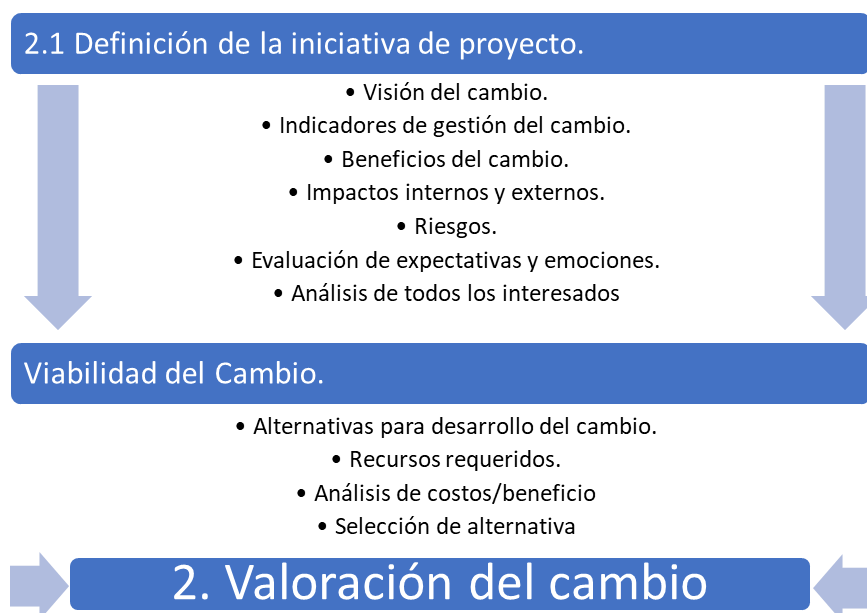 2.1 Definición de la iniciativa de proyecto.
• Visión del cambio.
• Indicadores de gestión del cambio.
• Beneficios del cambio.
• Impactos internos y externos.
• Riesgos.
• Evaluación de expectativas y emociones.
• Análisis de todos los interesados
Viabilidad del Cambio.
• Alternativas para desarrollo del cambio.
• Recursos requeridos.
• Análisis de costos/beneficio
• Selección de alternativa
2. Valoración del cambio